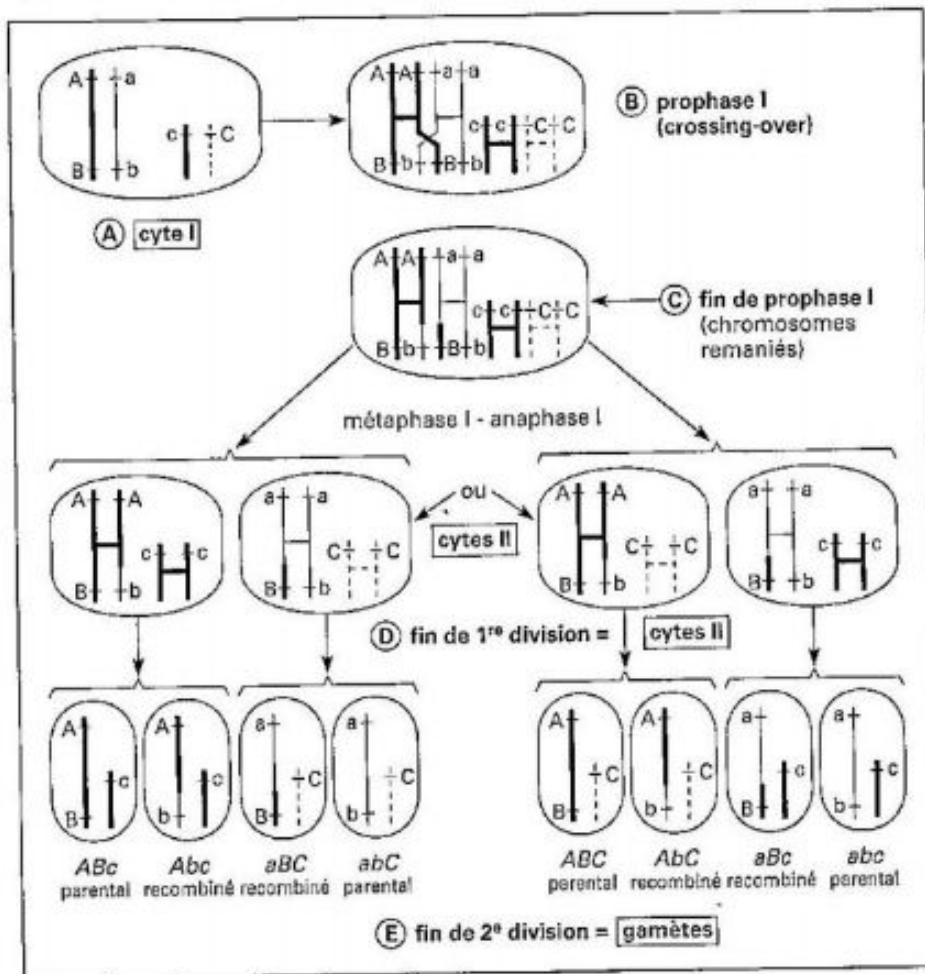 A a
c C
B b
Ⓐ cyte I
A A a a
c c C C
B b B b
Ⓑ prophase I
(crossing-over)
A A a a
c c C C
B b B b
Ⓒ fin de prophase I
(chromosomes
remaniés)
métaphase I - anaphase I
A A
c c
B b
a a
C C
B b
ou
cytes II
A A
C C
B b
a a
c c
B b
Ⓓ fin de 1re division = cytes II
A c B
A c b
a C B
a C b
A C B
A C b
a c B
a c b
ABc
parental
Abc
recombiné
aBC
recombiné
abC
parental
ABC
parental
AbC
recombiné
aBc
recombiné
abc
parental
Ⓔ fin de 2e division = gamètes